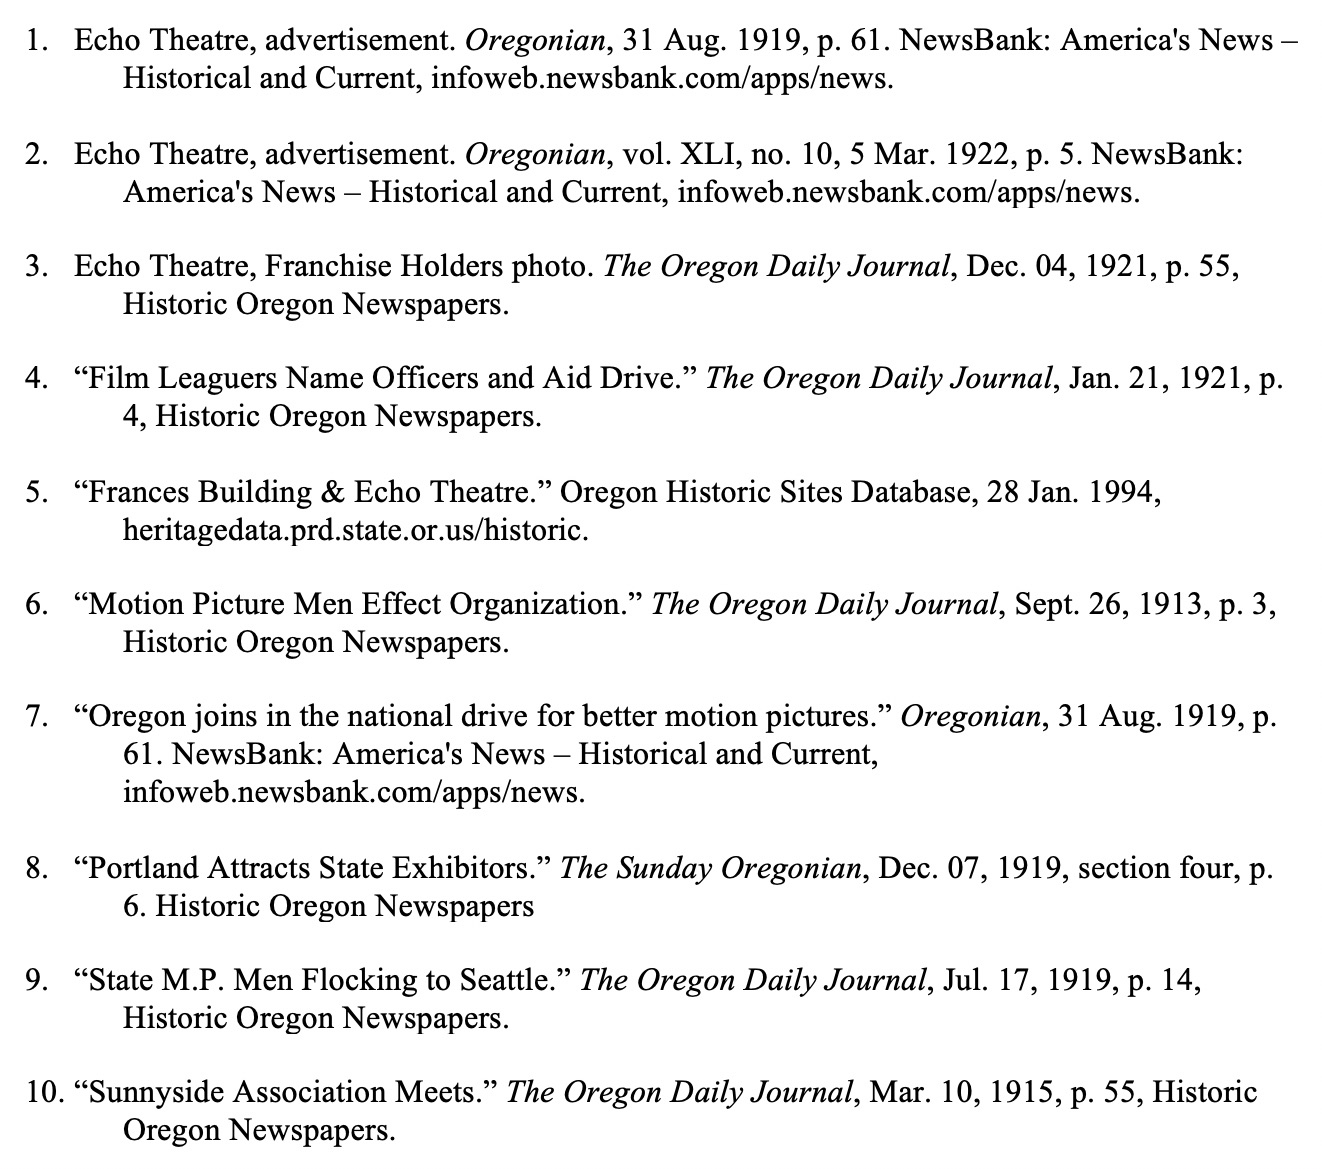 1. Echo Theatre, advertisement. Oregonian, 31 Aug. 1919, p. 61. NewsBank: America's News –
Historical and Current, infoweb.newsbank.com/apps/news.
2. Echo Theatre, advertisement. Oregonian, vol. XLI, no. 10, 5 Mar. 1922, p. 5. NewsBank:
America's News – Historical and Current, infoweb.newsbank.com/apps/news.
3. Echo Theatre, Franchise Holders photo. The Oregon Daily Journal, Dec. 04, 1921, p. 55,
Historic Oregon Newspapers.
4. “Film Leaguers Name Officers and Aid Drive.” The Oregon Daily Journal, Jan. 21, 1921, p.
4, Historic Oregon Newspapers.
5. “Frances Building & Echo Theatre.” Oregon Historic Sites Database, 28 Jan. 1994,
heritagedata.prd.state.or.us/historic.
6. “Motion Picture Men Effect Organization.” The Oregon Daily Journal, Sept. 26, 1913, p. 3,
Historic Oregon Newspapers.
7. “Oregon joins in the national drive for better motion pictures.” Oregonian, 31 Aug. 1919, p.
61. NewsBank: America's News – Historical and Current,
infoweb.newsbank.com/apps/news.
8. “Portland Attracts State Exhibitors.” The Sunday Oregonian, Dec. 07, 1919, section four, p.
6. Historic Oregon Newspapers
9. “State M.P. Men Flocking to Seattle.” The Oregon Daily Journal, Jul. 17, 1919, p. 14,
Historic Oregon Newspapers.
10. “Sunnyside Association Meets.” The Oregon Daily Journal, Mar. 10, 1915, p. 55, Historic
Oregon Newspapers.